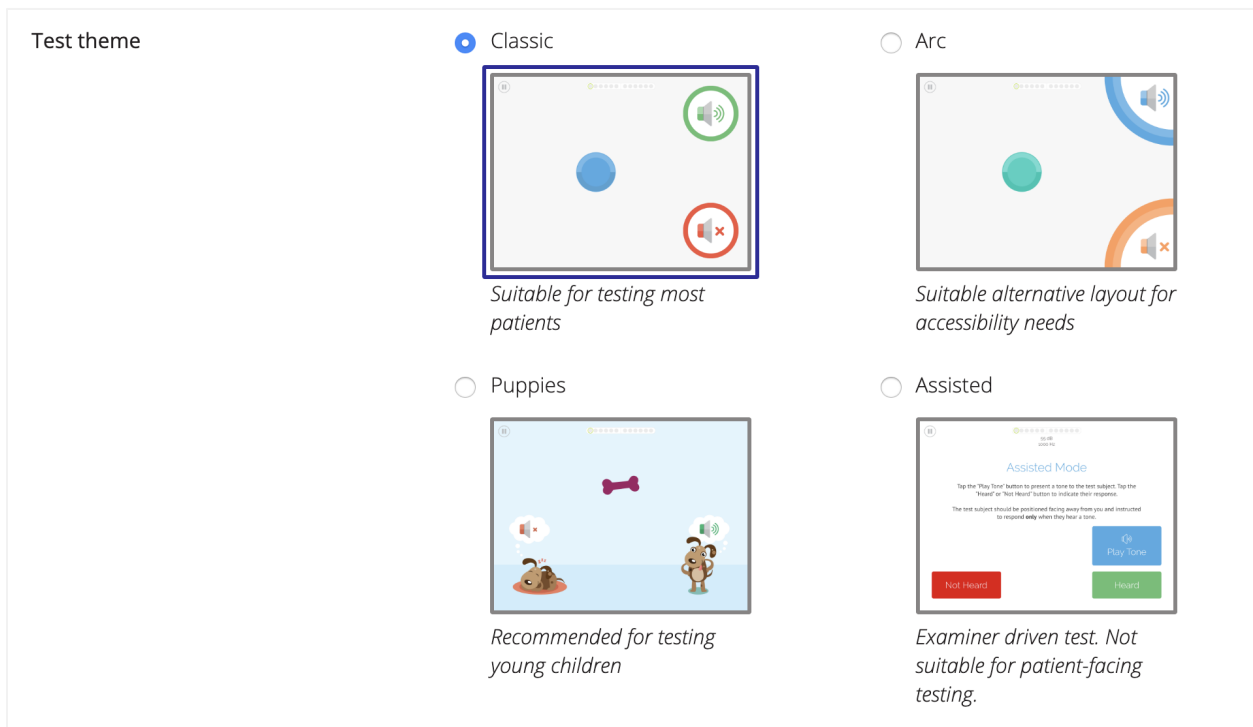 Test theme
Classic
Suitable for testing most
patients
Arc
Suitable alternative layout for
accessibility needs
Puppies
Recommended for testing
young children
Assisted
55 dB
1000 Hz
Assisted Mode
Tap the "Play Tone" button to present a tone to the test subject. Tap the
"Heard" or "Not Heard" button to indicate their response.
The test subject should be positioned facing away from you and instructed
to respond only when they hear a tone.
Play Tone
Not Heard
Heard
Examiner driven test. Not
suitable for patient-facing
testing.